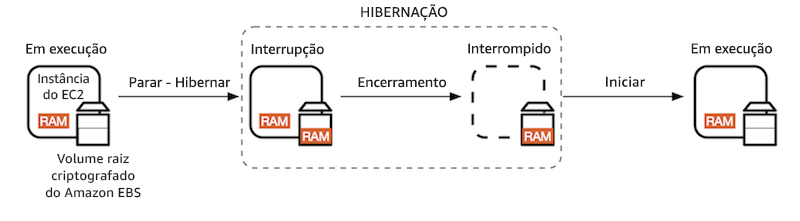 HIBERNAÇÃO
Em execução
Interrupção
Interrompido
Em execução
Instância
do EC2
RAM
Parar - Hibernar
RAM
RAM
Encerramento
RAM
Iniciar
RAM
Volume raiz
criptografado
do Amazon EBS